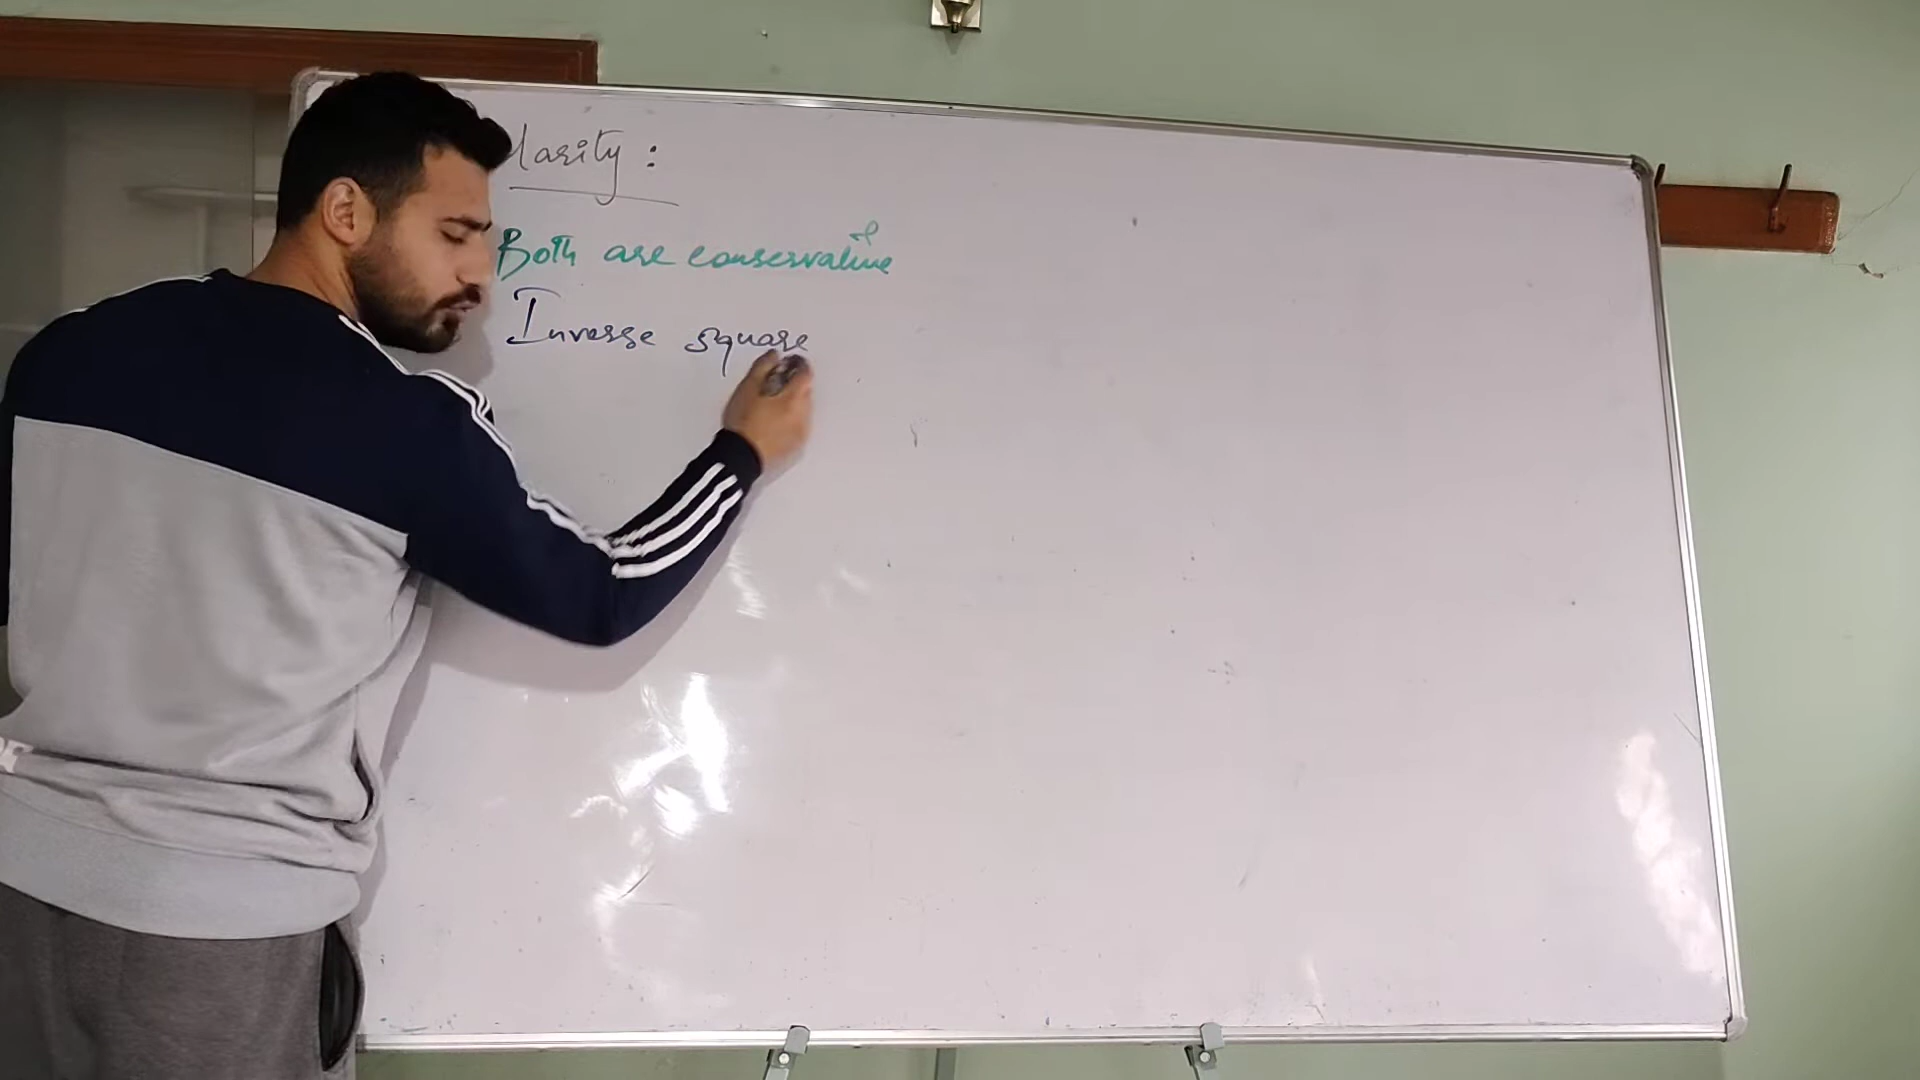 larity :
Both are conservative
Inverse square